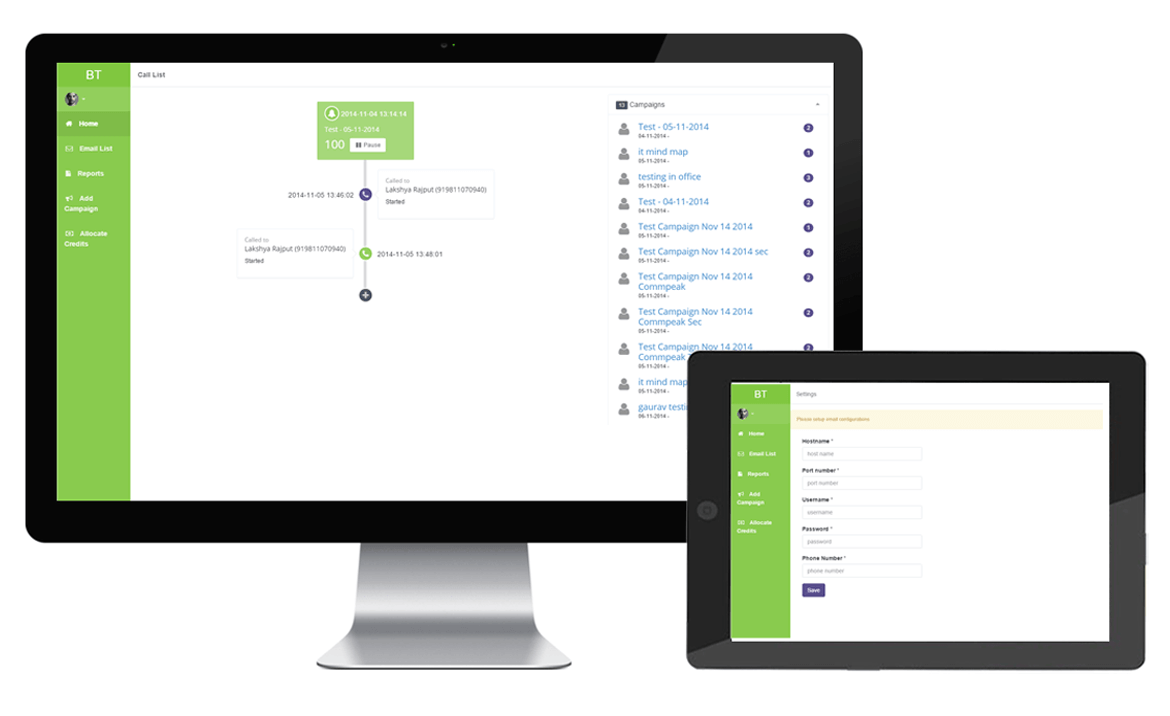 BT
Call List
Home
Email List
Reports
Add
Campaign
Allocate
Credits
2014-11-04 13:14:14
Test - 05-11-2014
100 Pause
Called to
Lakshya Rajput (919811070940)
Started
2014-11-05 13:46:02
Called to
Lakshya Rajput (919811070940)
Started
2014-11-05 13:48:01
13 Campaigns
Test - 05-11-2014 2
04-11-2014 -
it mind map 1
05-11-2014 -
testing in office 3
05-11-2014 -
Test - 04-11-2014 2
04-11-2014 -
Test Campaign Nov 14 2014 1
05-11-2014 -
Test Campaign Nov 14 2014 sec 2
05-11-2014 -
Test Campaign Nov 14 2014 2
Commpeak
05-11-2014 -
Test Campaign Nov 14 2014 2
Commpeak Sec
05-11-2014 -
Test Campaign Nov 14 2014 2
Commpeak
05-11-2014 -
it mind map
05-11-2014 -
gaurav testi
06-11-2014 -
BT
Settings
Home
Email List
Reports
Add
Campaign
Allocate
Credits
Please setup email configurations
Hostname *
host name
Port number *
port number
Username *
username
Password *
password
Phone Number *
phone number
Save